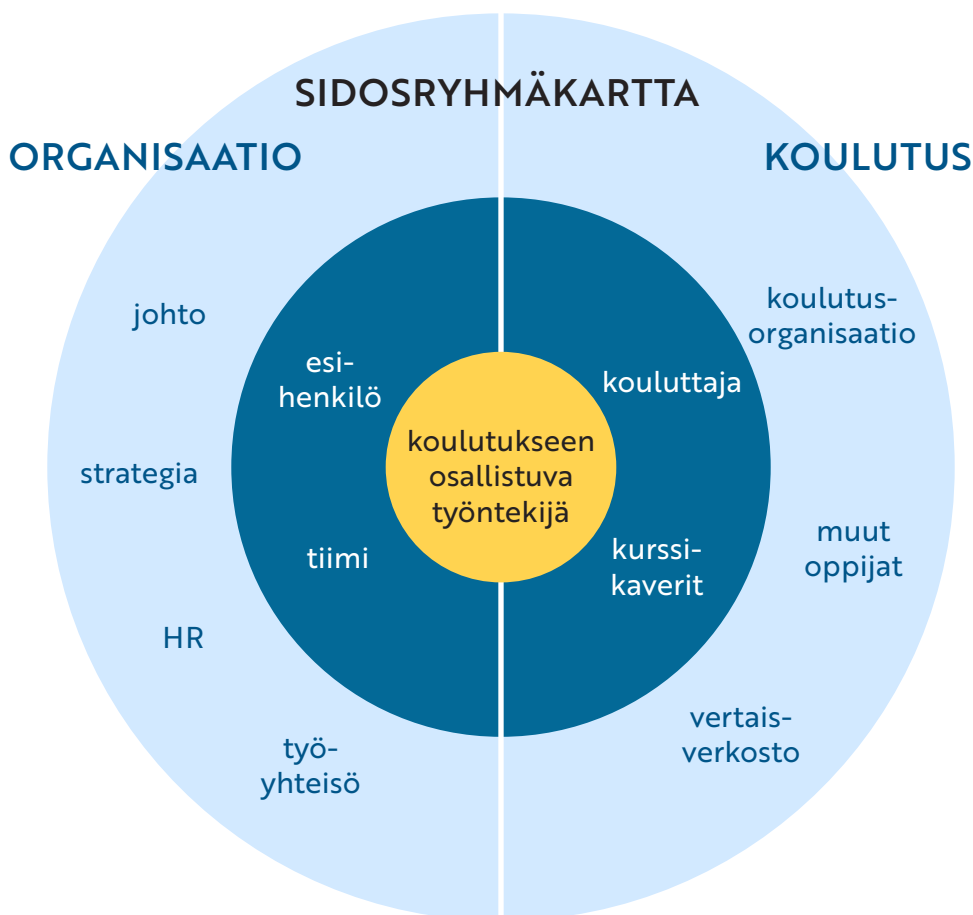 SIDOSRYHMÄKARTTA
ORGANISAATIO
KOULUTUS
johto
esi-
henkilö
strategia
tiimi
HR
työ-
yhteisö
koulutukseen
osallistuva
työntekijä
koulutus-
organisaatio
kouluttaja
muut
oppijat
kurssi-
kaverit
vertais-
verkosto